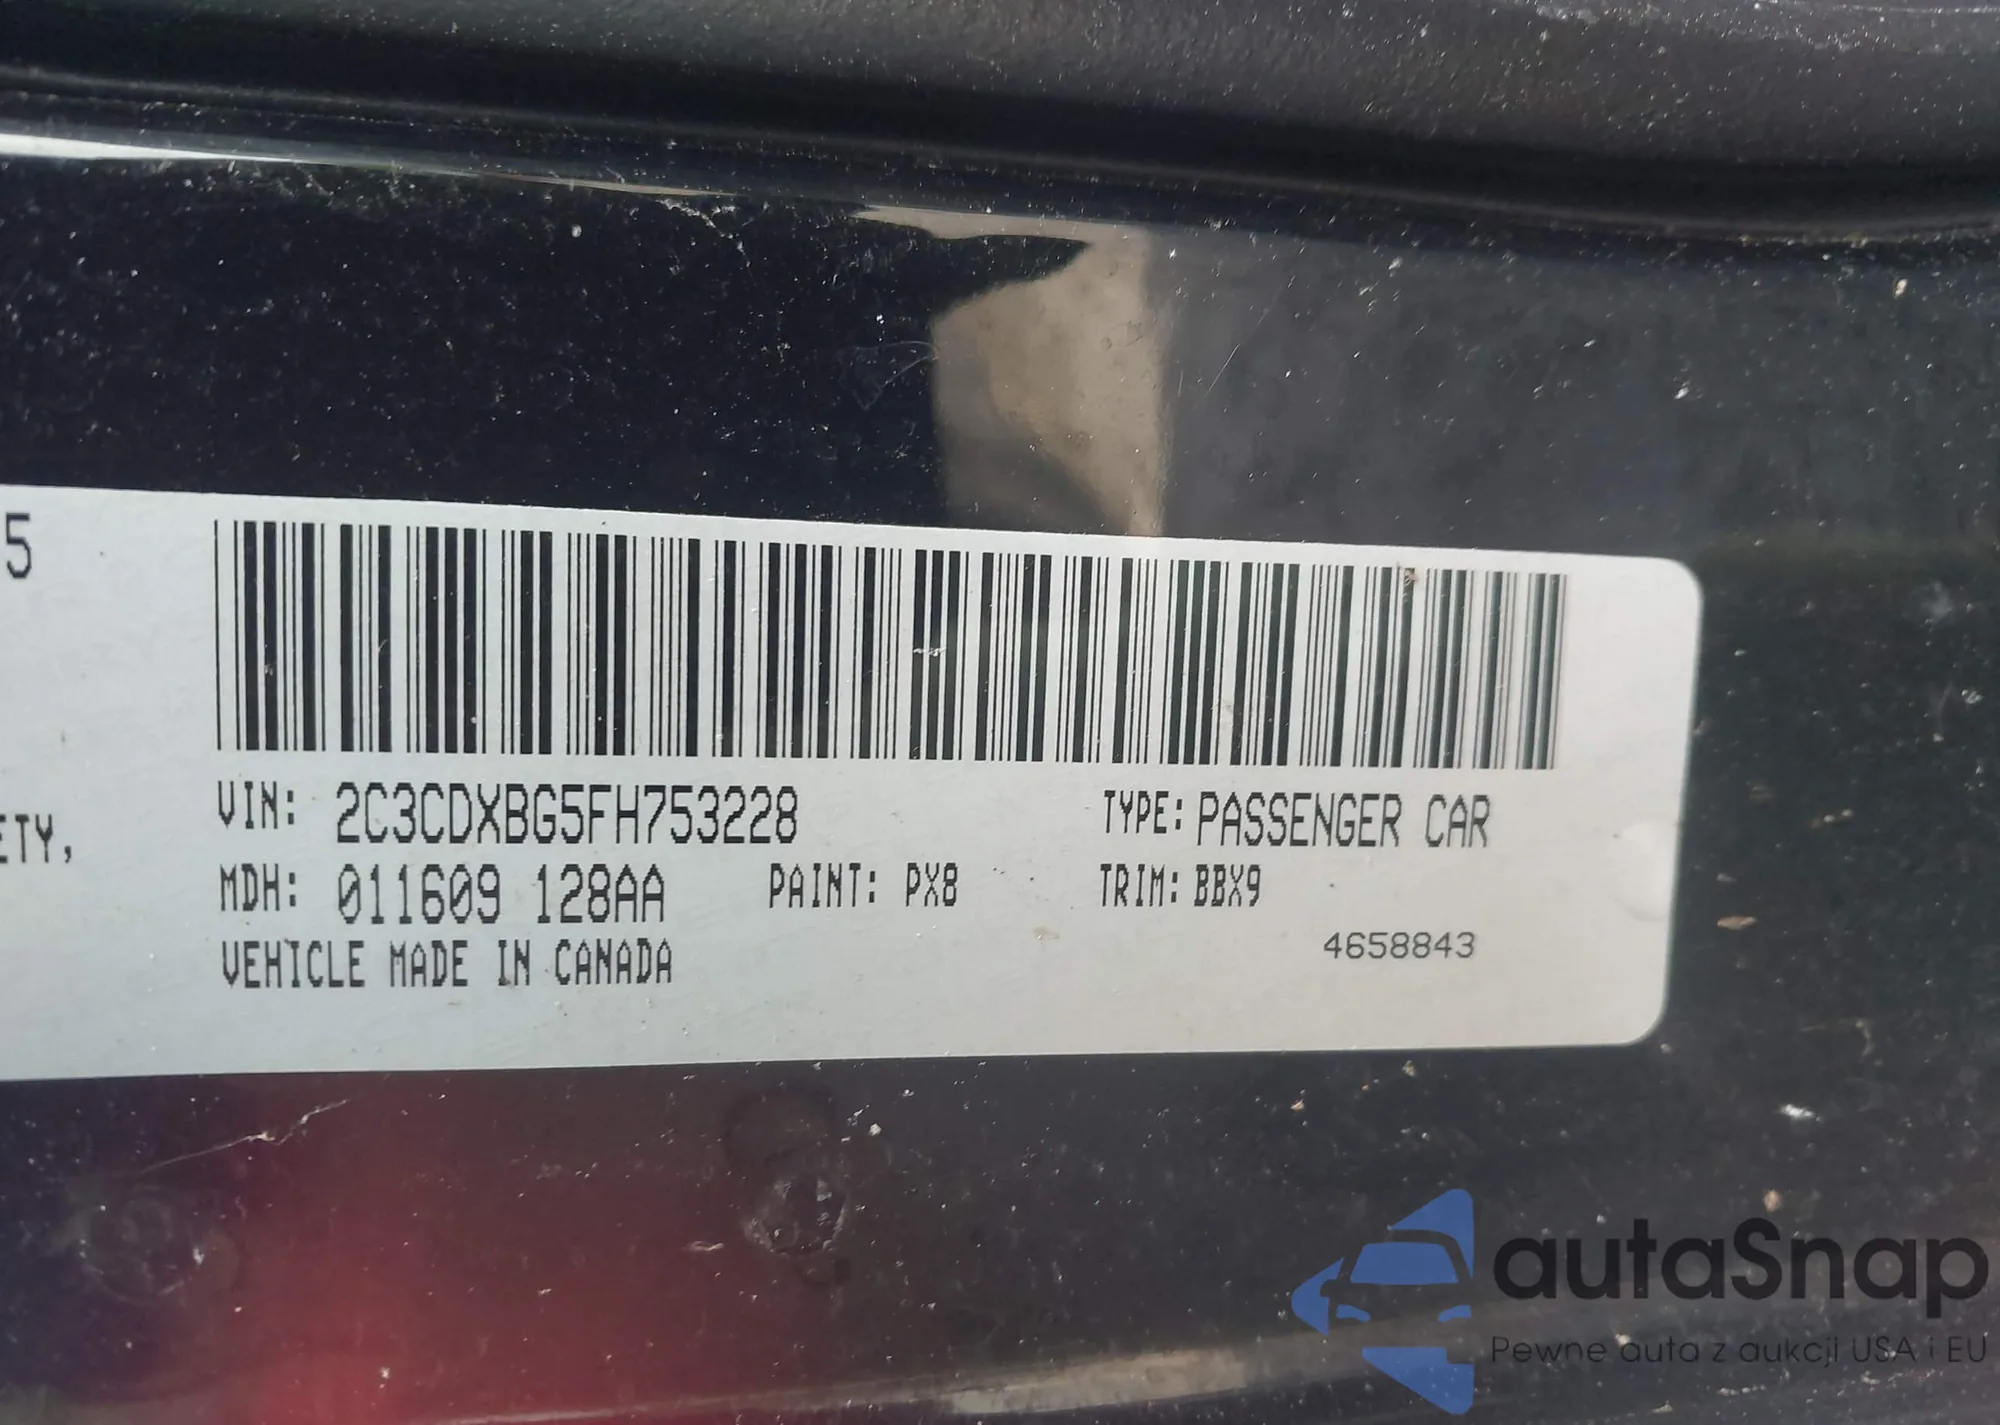 5
ETY,
VIN: 2C3CDXBG5FH753228 TYPE: PASSENGER CAR
MDH: 011609 128AA PAINT: PX8 TRIM: BBX9
VEHICLE MADE IN CANADA 4658843
autaSnap
Pewne auta z aukcji USA i EU